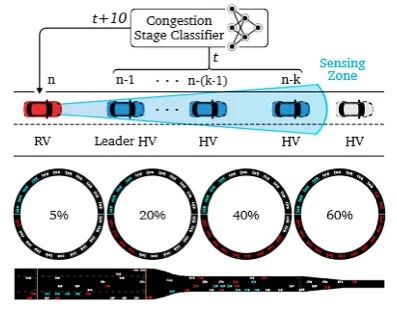 t+10
Congestion
Stage Classifier
t
Sensing
Zone
n
n-1
· · ·
n-(k-1)
n-k
· · ·
RV
Leader HV
HV
HV
HV
5%
20%
40%
60%